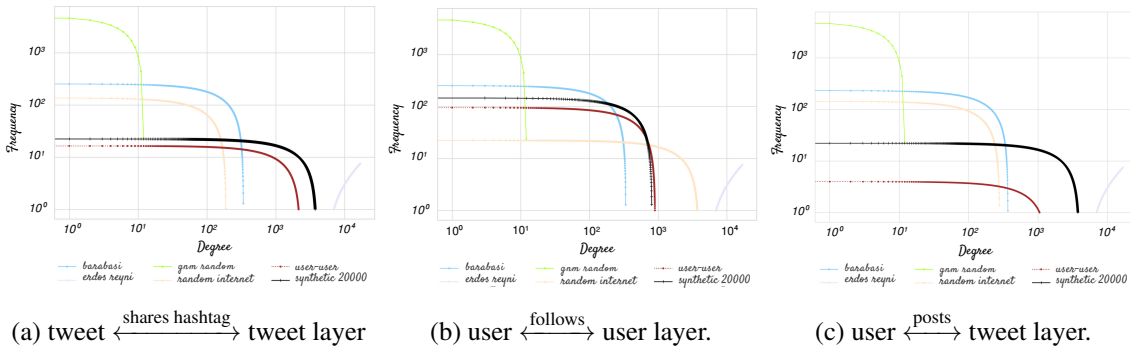 10³
10²
10¹
10⁰
Frequency
10⁰ 10¹ 10² 10³ 10⁴
Degree
barabasi gnm random user-user
erdos reyni random internet synthetic 20000
10³
10²
10¹
10⁰
Frequency
10⁰ 10¹ 10² 10³ 10⁴
Degree
barabasi gnm random user-user
erdos reyni random internet synthetic 20000
10³
10²
10¹
10⁰
Frequency
10⁰ 10¹ 10² 10³ 10⁴
Degree
barabasi gnm random user-user
erdos reyni random internet synthetic 20000
shares hashtag
(a) tweet ⟷ tweet layer
follows
(b) user ⟷ user layer.
posts
(c) user ⟷ tweet layer.